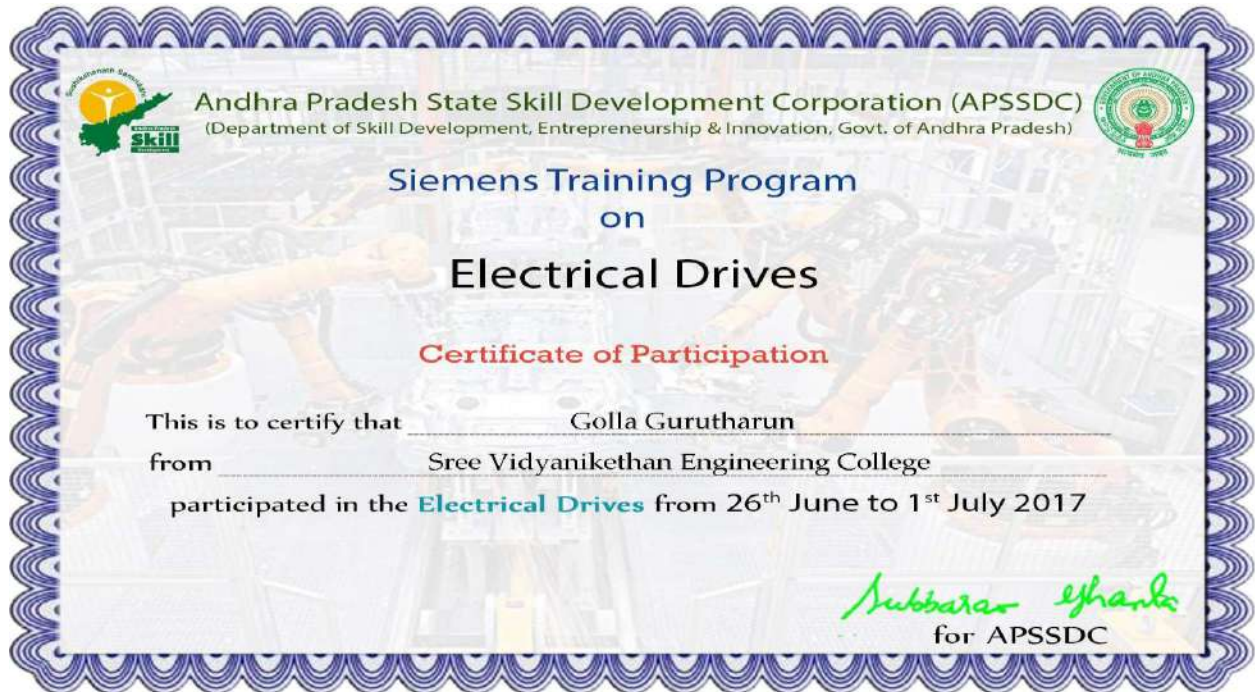 Andhra Pradesh State Skill Development Corporation (APSSDC)
(Department of Skill Development, Entrepreneurship & Innovation, Govt. of Andhra Pradesh)
Skill
Siemens Training Program
on
Electrical Drives
Certificate of Participation
This is to certify that Golla Gurutharun
from Sree Vidyanikethan Engineering College
participated in the Electrical Drives from 26th June to 1st July 2017
for APSSDC